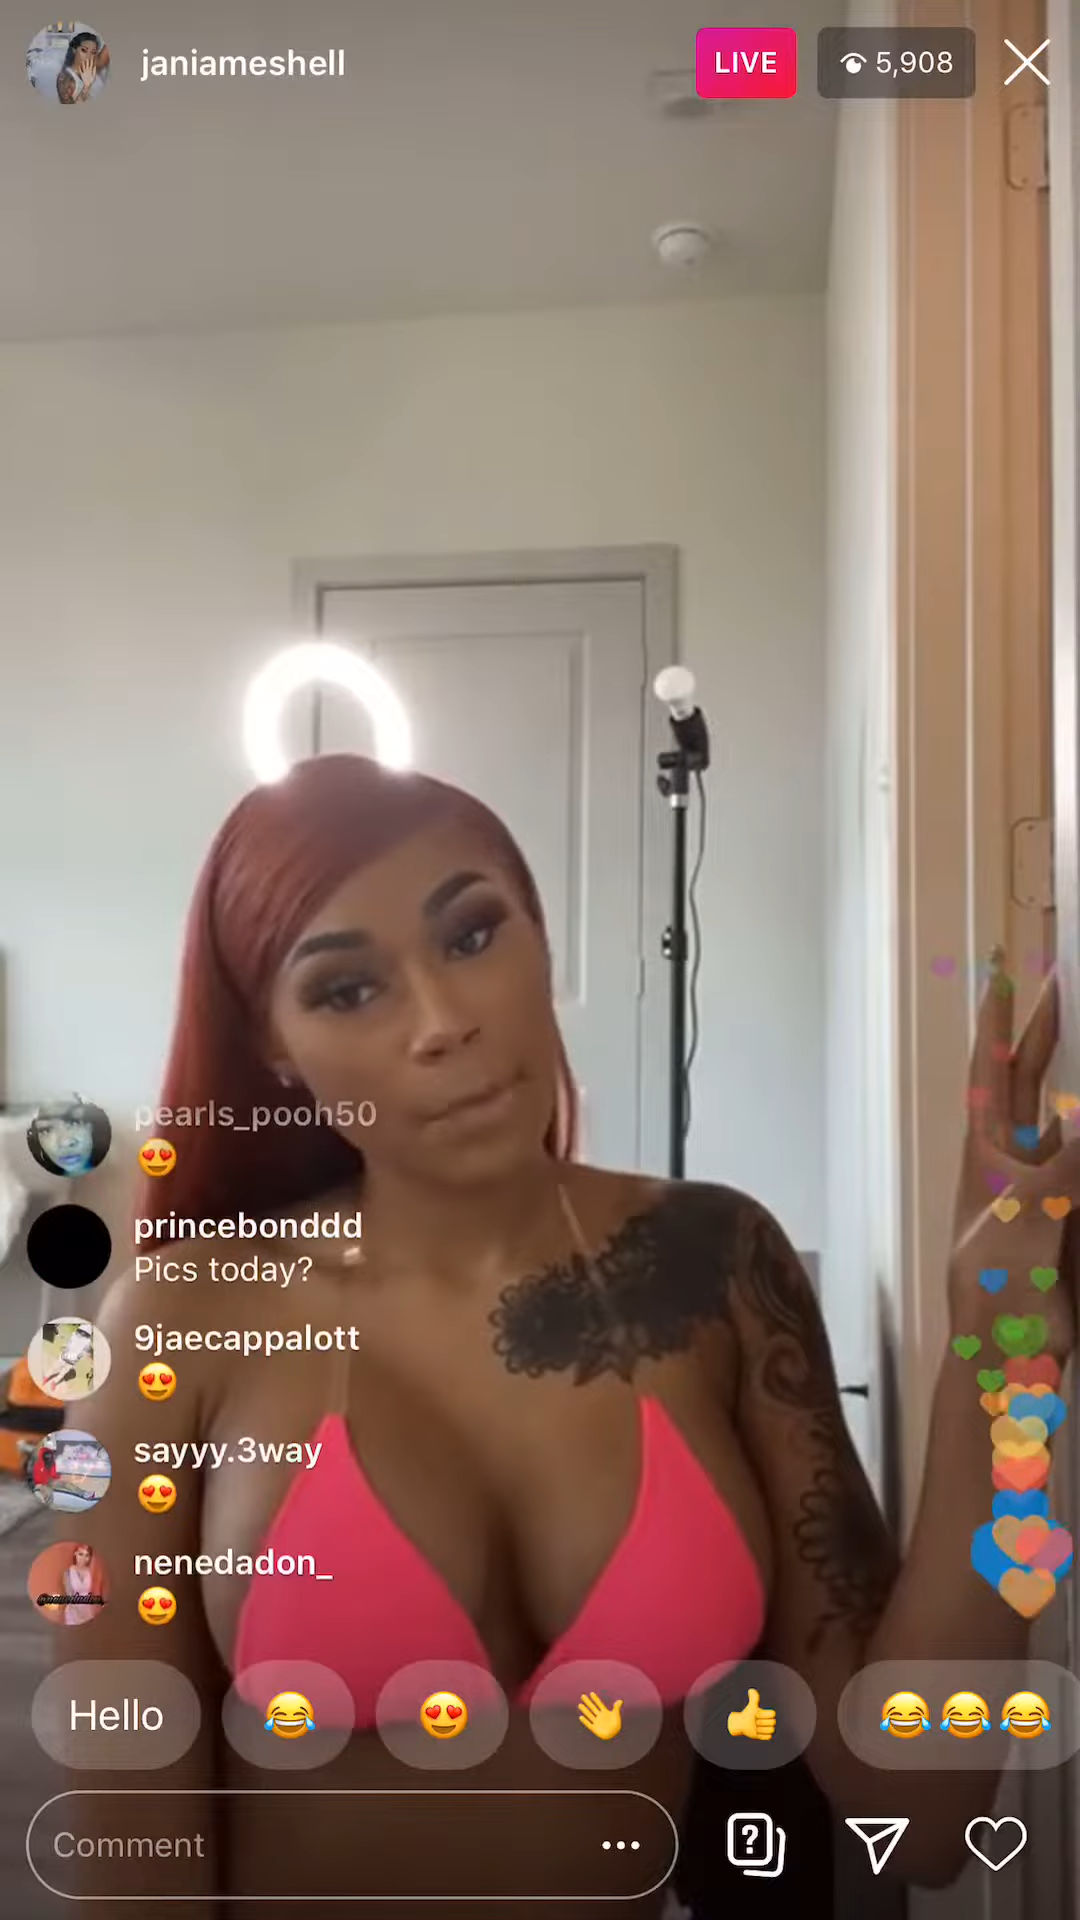 janiameshell
LIVE
5,908
pearls_pooh50
😍
princebonddd
Pics today?
9jaecappalott
😍
sayyy.3way
😍
nenedadon_
😍
Hello
😂
😍
👋
👍
😂😂😂
Comment